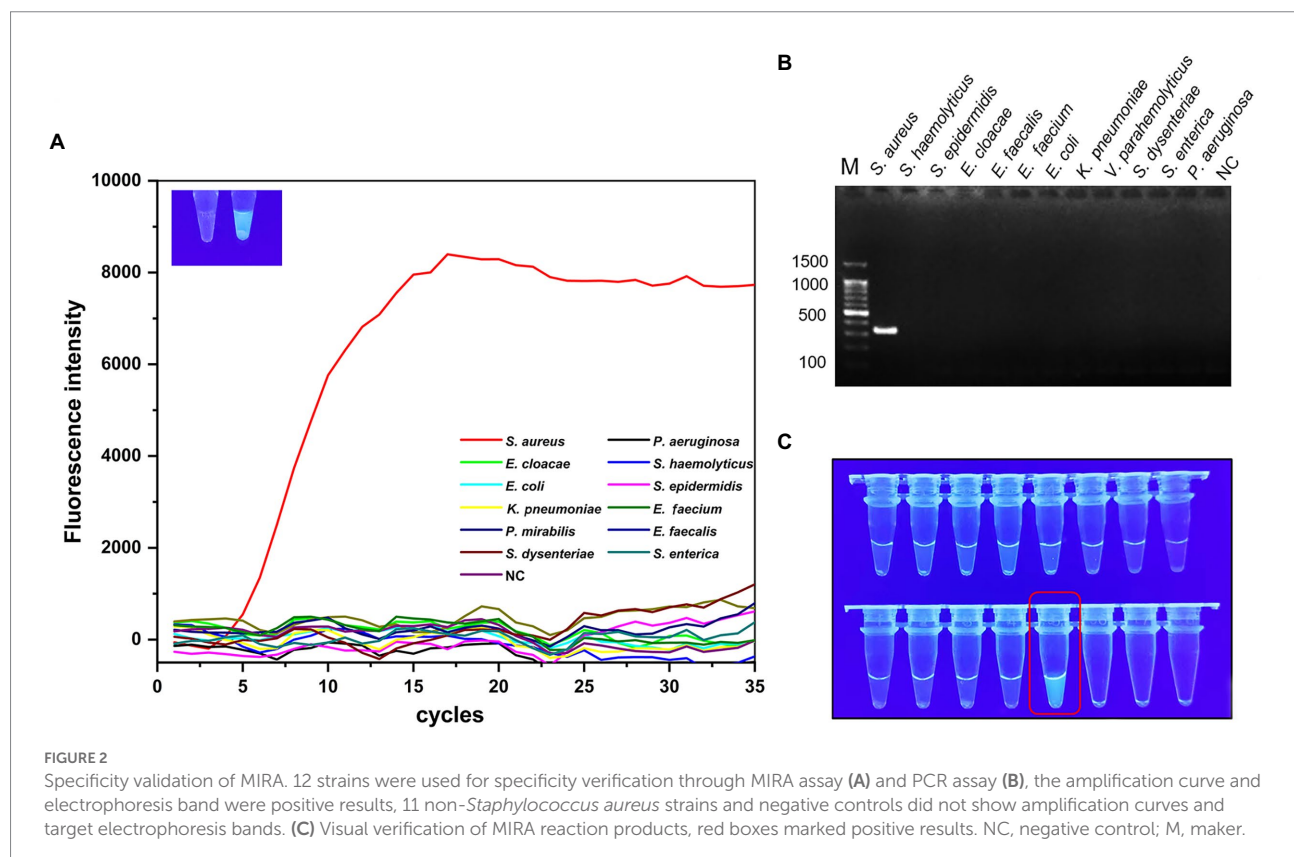 A
10000
8000
6000
4000
2000
0
Fluorescence intensity
0 5 10 15 20 25 30 35
cycles
S. aureus P. aeruginosa
E. cloacae S. haemolyticus
E. coli S. epidermidis
K. pneumoniae E. faecium
P. mirabilis E. faecalis
S. dysenteriae S. enterica
NC
B
M S. aureus S. haemolyticus S. epidermidis E. cloacae E. faecalis E. faecium E. coli K. pneumoniae V. parahemolyticus S. dysenteriae S. enterica P. aeruginosa NC
1500
1000
500
100
C
FIGURE 2
Specificity validation of MIRA. 12 strains were used for specificity verification through MIRA assay (A) and PCR assay (B), the amplification curve and
electrophoresis band were positive results, 11 non-Staphylococcus aureus strains and negative controls did not show amplification curves and
target electrophoresis bands. (C) Visual verification of MIRA reaction products, red boxes marked positive results. NC, negative control; M, maker.